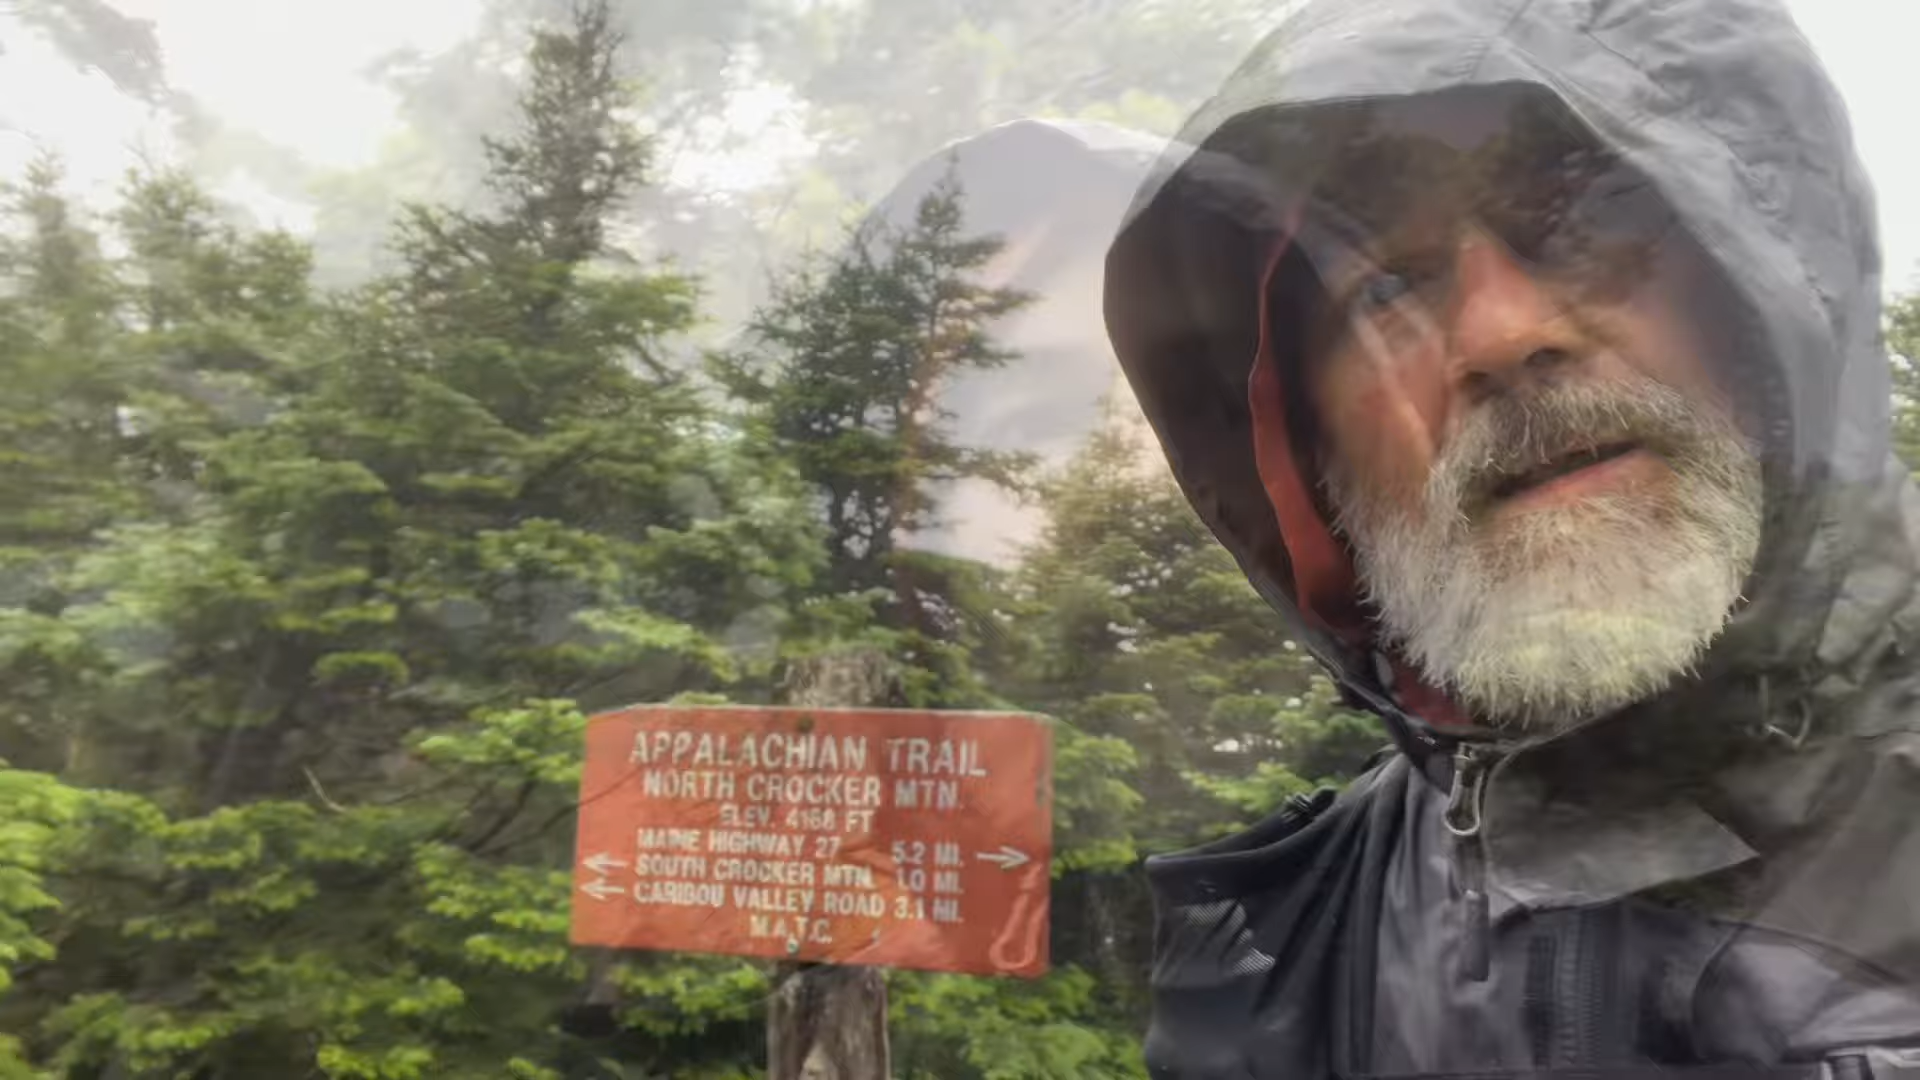 APPALACHIAN TRAIL
NORTH CROCKER MTN.
ELEV. 4168 FT
MAINE HIGHWAY 27 5.2 MI. →
← SOUTH CROCKER MTN. 1.0 MI.
← CARIBOU VALLEY ROAD 3.1 MI.
M.A.T.C.